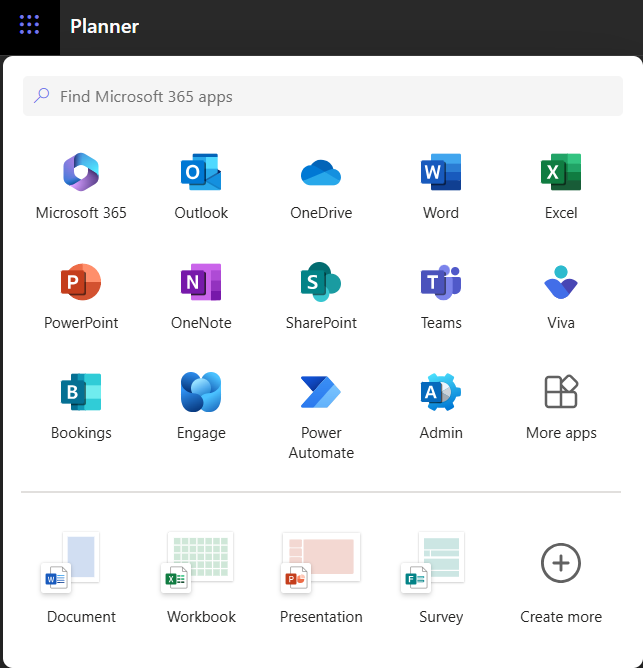 Planner
Find Microsoft 365 apps
Microsoft 365
Outlook
OneDrive
Word
Excel
PowerPoint
OneNote
SharePoint
Teams
Viva
Bookings
Engage
Power
Automate
Admin
More apps
Document
Workbook
Presentation
Survey
Create more